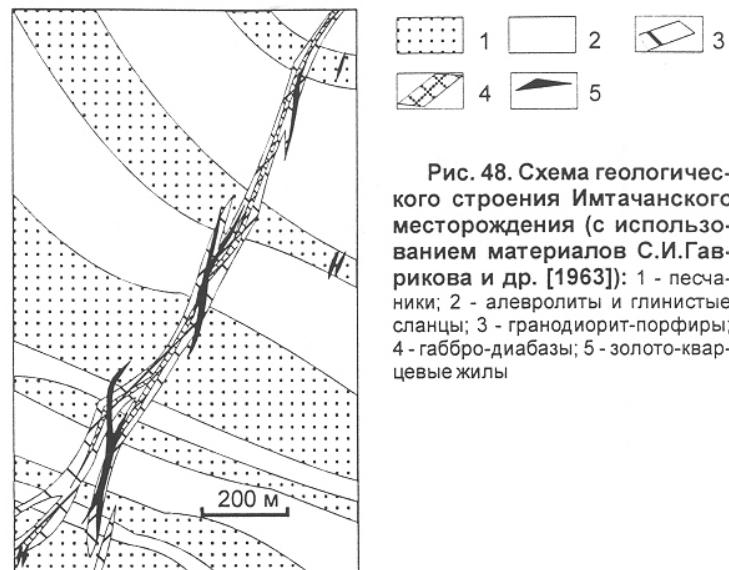 1
2
3
4
5
Рис. 48. Схема геологичес-
кого строения Имтачанского
месторождения (с использо-
ванием материалов С.И.Гав-
рикова и др. [1963]): 1 - песча-
ники; 2 - алевролиты и глинистые
сланцы; 3 - гранодиорит-порфиры;
4 - габбро-диабазы; 5 - золото-квар-
цевые жилы
200 м